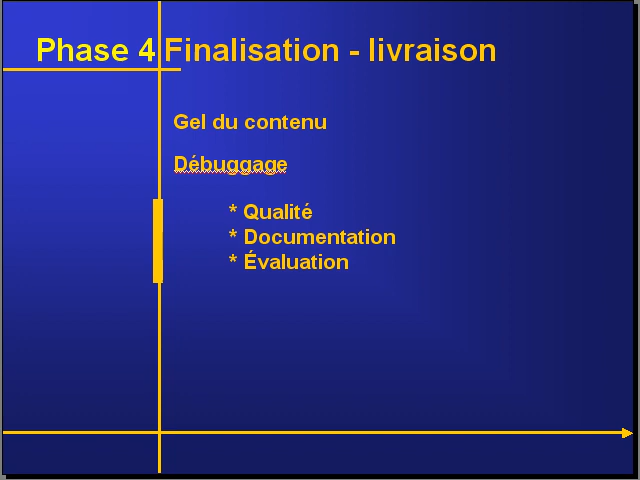 Phase 4 Finalisation - livraison
Gel du contenu
Débuggage
* Qualité
* Documentation
* Évaluation